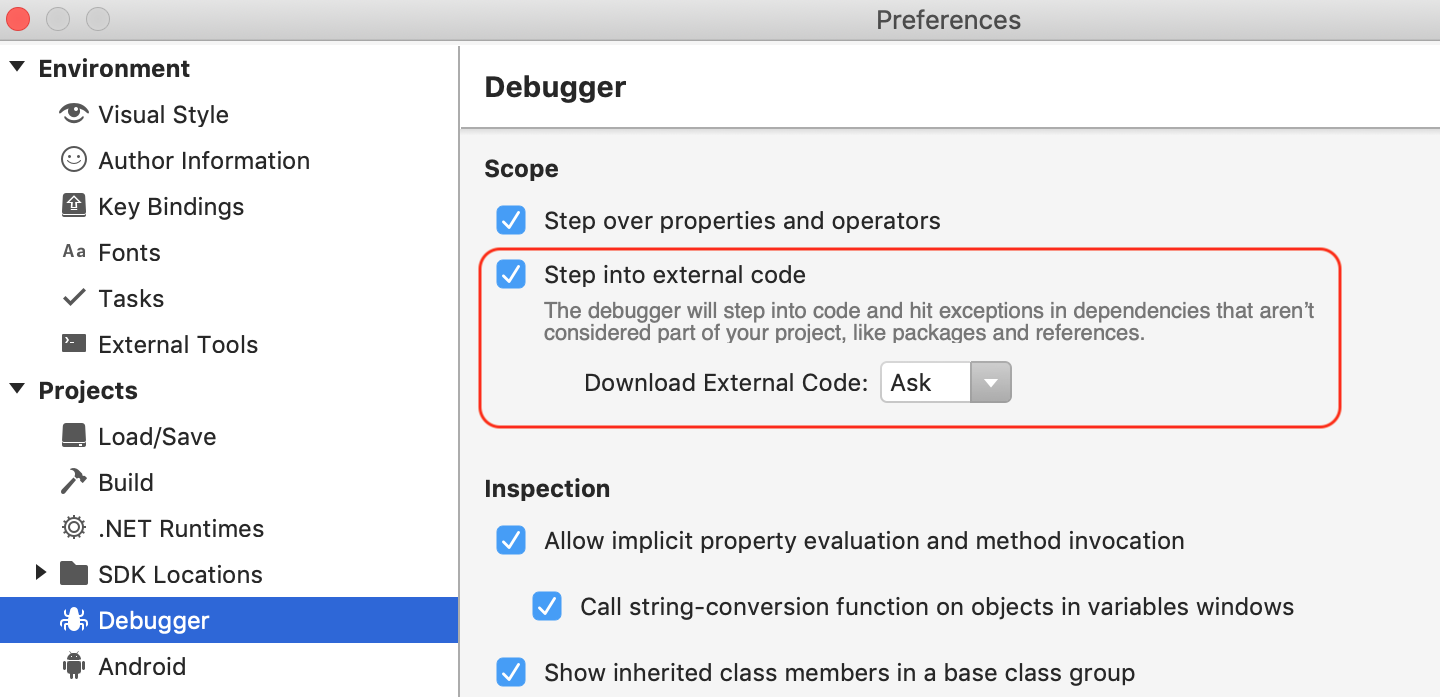 Preferences
Environment
Visual Style
Author Information
Key Bindings
Aa Fonts
Tasks
External Tools
Projects
Load/Save
Build
.NET Runtimes
SDK Locations
Debugger
Android
Debugger
Scope
Step over properties and operators
Step into external code
The debugger will step into code and hit exceptions in dependencies that aren't
considered part of your project, like packages and references.
Download External Code: Ask
Inspection
Allow implicit property evaluation and method invocation
Call string-conversion function on objects in variables windows
Show inherited class members in a base class group